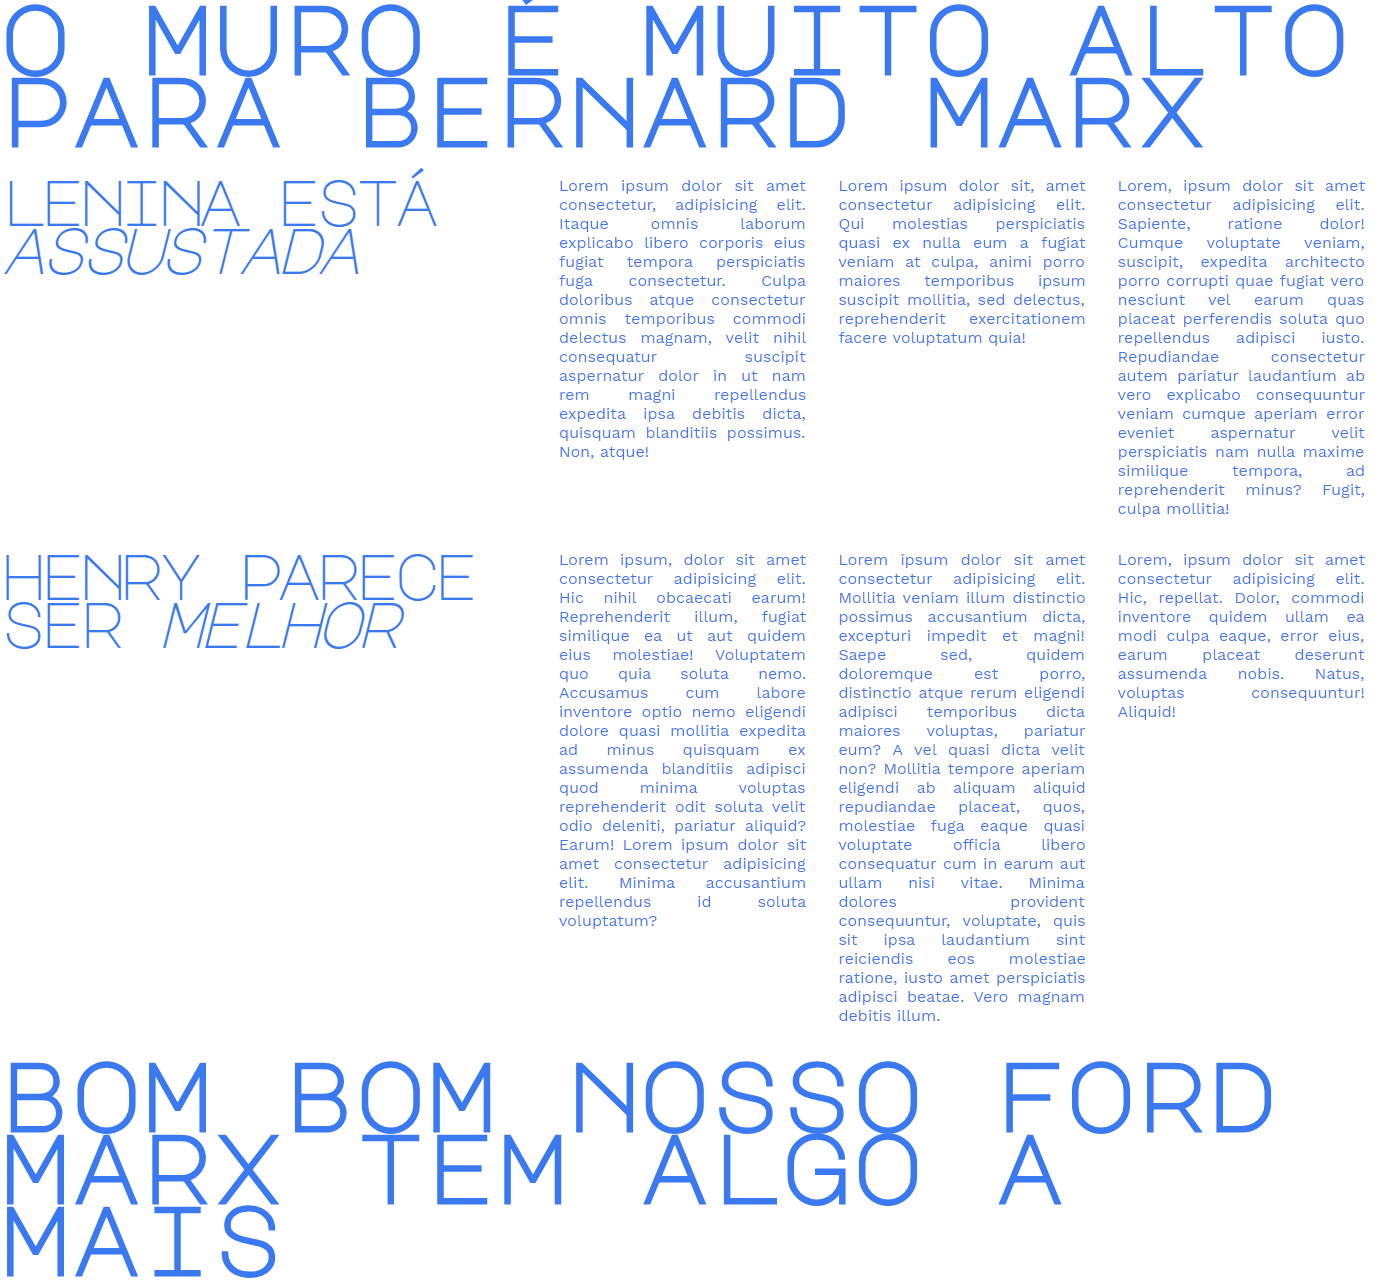 O MURO É MUITO ALTO
PARA BERNARD MARX
LENINA ESTÁ
ASSUSTADA
Lorem ipsum dolor sit amet
consectetur, adipisicing elit.
Itaque omnis laborum
explicabo libero corporis eius
fugiat tempora perspiciatis
fuga consectetur. Culpa
doloribus atque consectetur
omnis temporibus commodi
delectus magnam, velit nihil
consequatur suscipit
aspernatur dolor in ut nam
rem magni repellendus
expedita ipsa debitis dicta,
quisquam blanditiis possimus.
Non, atque!
Lorem ipsum dolor sit, amet
consectetur adipisicing elit.
Qui molestias perspiciatis
quasi ex nulla eum a fugiat
veniam at culpa, animi porro
maiores temporibus ipsum
suscipit mollitia, sed delectus,
reprehenderit exercitationem
facere voluptatum quia!
Lorem, ipsum dolor sit amet
consectetur adipisicing elit.
Sapiente, ratione dolor!
Cumque voluptate veniam,
suscipit, expedita architecto
porro corrupti quae fugiat vero
nesciunt vel earum quas
placeat perferendis soluta quo
repellendus adipisci iusto.
Repudiandae consectetur
autem pariatur laudantium ab
vero explicabo consequuntur
veniam cumque aperiam error
eveniet aspernatur velit
perspiciatis nam nulla maxime
similique tempora, ad
reprehenderit minus? Fugit,
culpa mollitia!
HENRY PARECE
SER MELHOR
Lorem ipsum, dolor sit amet
consectetur adipisicing elit.
Hic nihil obcaecati earum!
Reprehenderit illum, fugiat
similique ea ut aut quidem
eius molestiae! Voluptatem
quo quia soluta nemo.
Accusamus cum labore
inventore optio nemo eligendi
dolore quasi mollitia expedita
ad minus quisquam ex
assumenda blanditiis adipisci
quod minima voluptas
reprehenderit odit soluta velit
odio deleniti, pariatur aliquid?
Earum! Lorem ipsum dolor sit
amet consectetur adipisicing
elit. Minima accusantium
repellendus id soluta
voluptatum?
Lorem ipsum dolor sit amet
consectetur adipisicing elit.
Mollitia veniam illum distinctio
possimus accusantium dicta,
excepturi impedit et magni!
Saepe sed, quidem
doloremque est porro,
distinctio atque rerum eligendi
adipisci temporibus dicta
maiores voluptas, pariatur
eum? A vel quasi dicta velit
non? Mollitia tempore aperiam
eligendi ab aliquam aliquid
repudiandae placeat, quos,
molestiae fuga eaque quasi
voluptate officia libero
consequatur cum in earum aut
ullam nisi vitae. Minima
dolores provident
consequuntur, voluptate, quis
sit ipsa laudantium sint
reiciendis eos molestiae
ratione, iusto amet perspiciatis
adipisci beatae. Vero magnam
debitis illum.
Lorem, ipsum dolor sit amet
consectetur adipisicing elit.
Hic, repellat. Dolor, commodi
inventore quidem ullam ea
modi culpa eaque, error eius,
earum placeat deserunt
assumenda nobis. Natus,
voluptas consequuntur!
Aliquid!
BOM BOM NOSSO FORD
MARX TEM ALGO A
MAIS